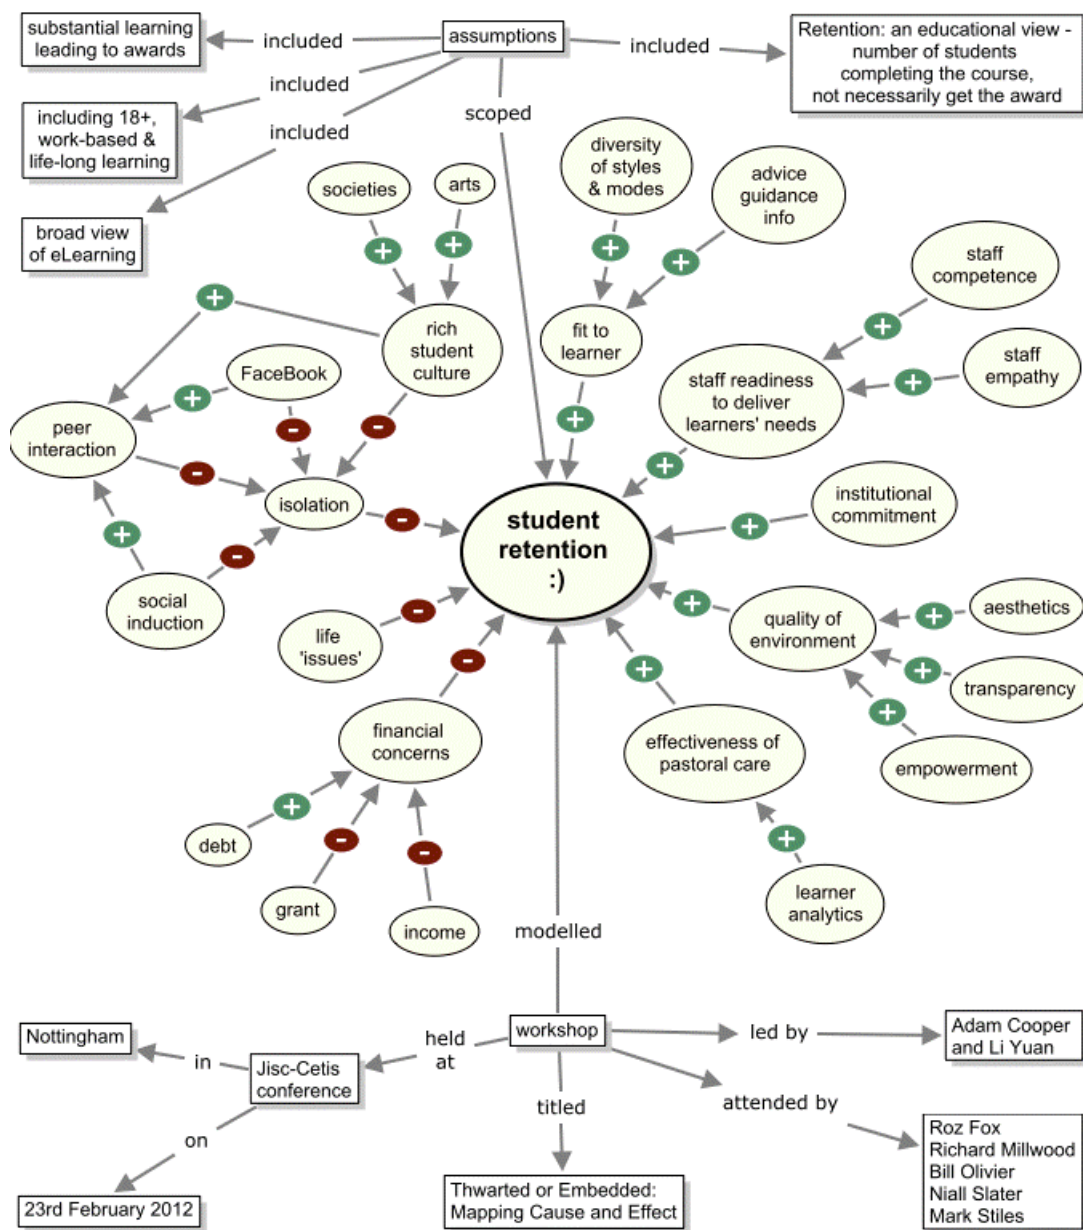 substantial learning
leading to awards
included
assumptions
included
Retention: an educational view -
number of students
completing the course,
not necessarily get the award
included
including 18+,
work-based &
life-long learning
included
scoped
broad view
of eLearning
societies
arts
diversity
of styles
& modes
advice
guidance
info
staff
competence
+
+
+
+
+
+
rich
student
culture
fit to
learner
staff
empathy
+
FaceBook
+
staff readiness
to deliver
learners' needs
peer
interaction
-
-
+
-
+
isolation
-
student
retention
:)
institutional
commitment
+
+
-
social
induction
life
'issues'
-
+
quality of
environment
+
aesthetics
-
+
+
transparency
financial
concerns
effectiveness of
pastoral care
+
empowerment
+
debt
-
-
+
grant
income
learner
analytics
modelled
Nottingham
in
held
at
workshop
led by
Adam Cooper
and Li Yuan
Jisc-Cetis
conference
titled
attended by
on
Roz Fox
Richard Millwood
Bill Olivier
Niall Slater
Mark Stiles
23rd February 2012
Thwarted or Embedded:
Mapping Cause and Effect